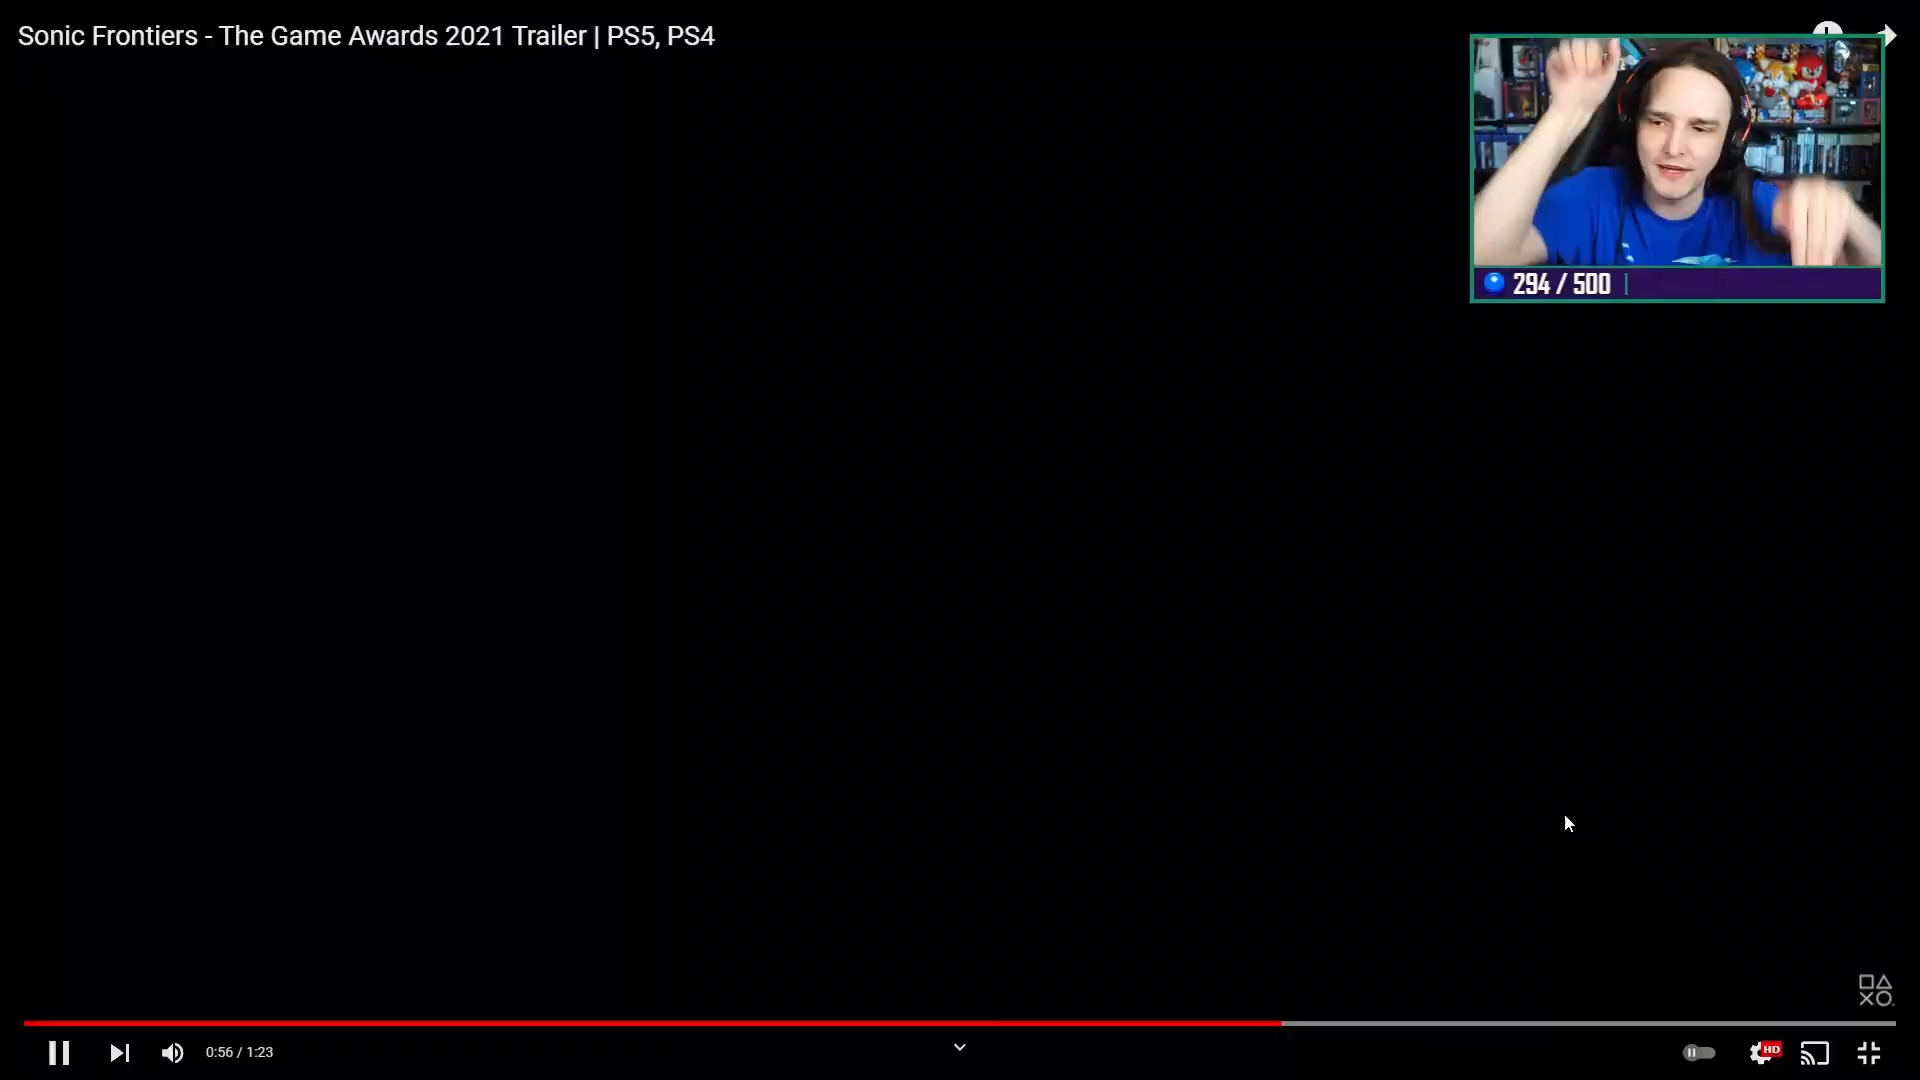 Sonic Frontiers - The Game Awards 2021 Trailer | PS5, PS4
294 / 500
0:56 / 1:23
HD